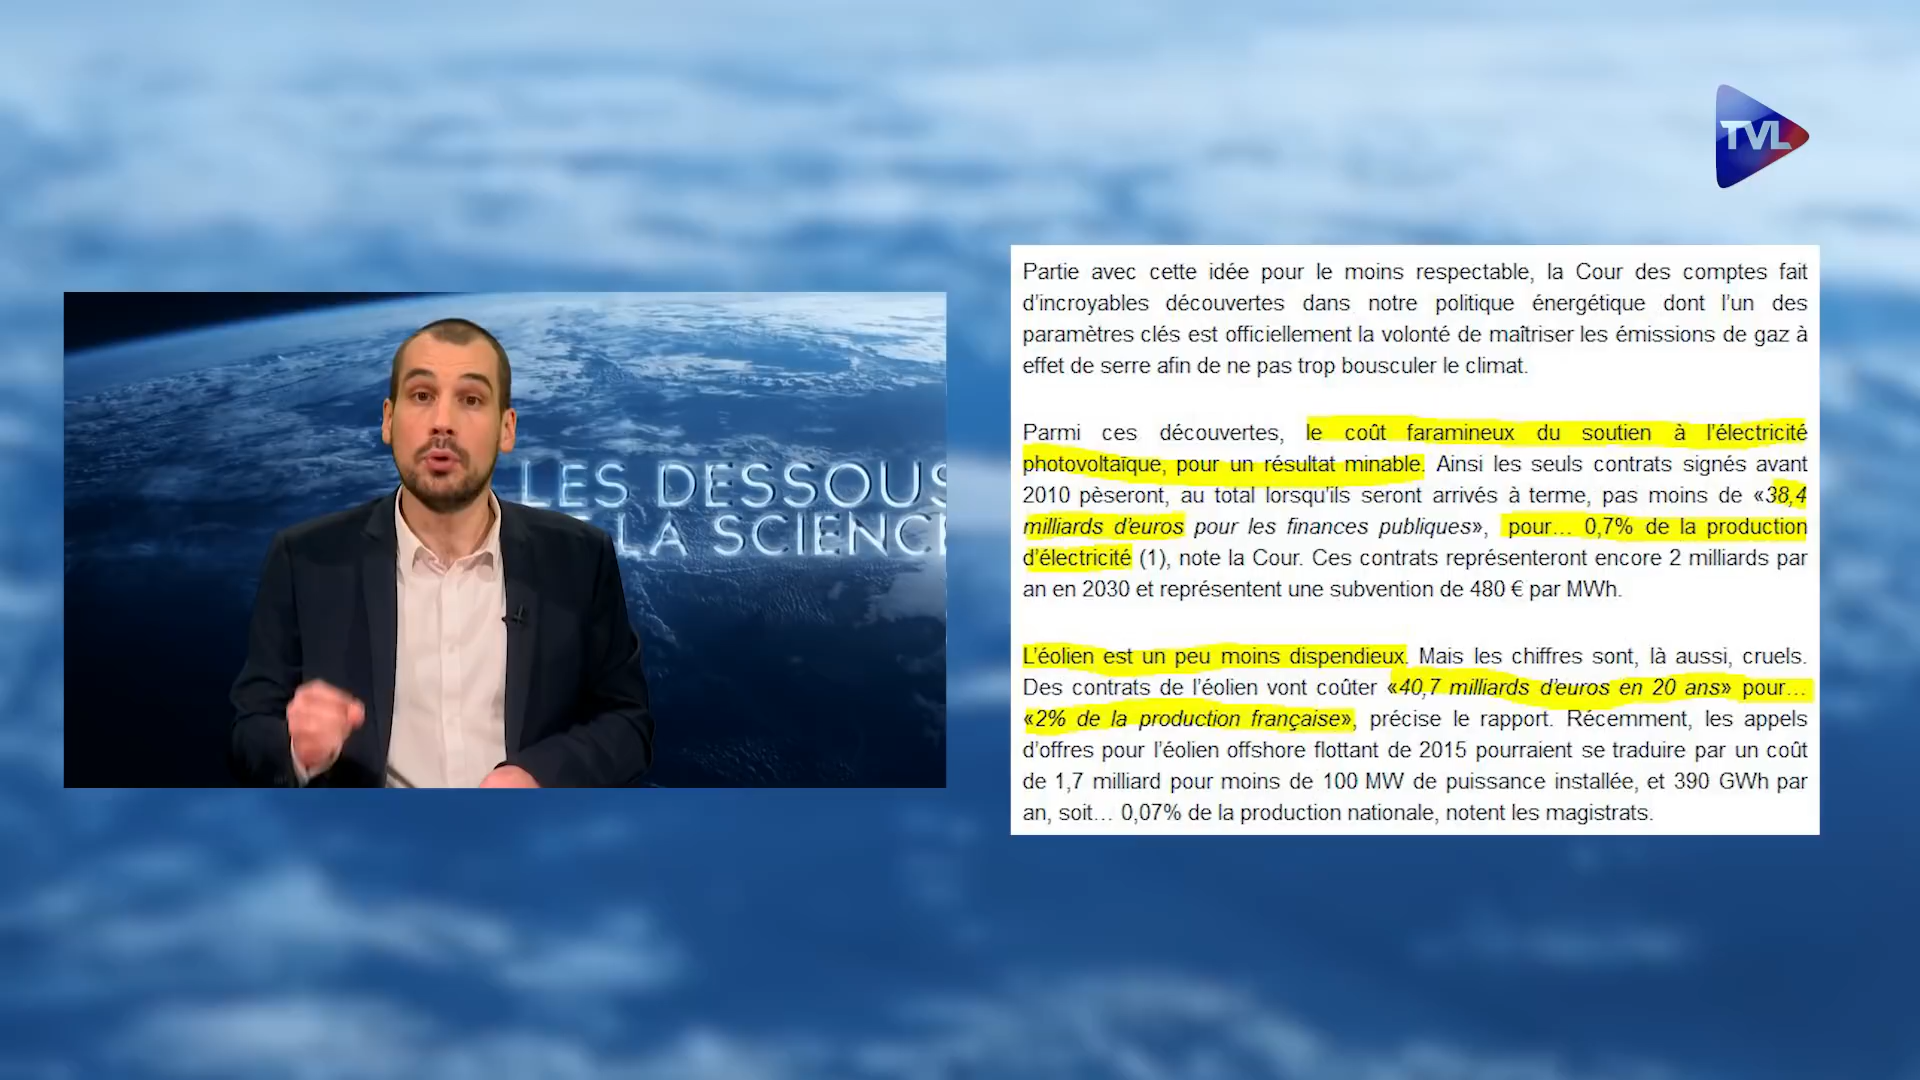 TVL
LES DESSOUS
LA SCIENC
Partie avec cette idée pour le moins respectable, la Cour des comptes fait
d'incroyables découvertes dans notre politique énergétique dont l'un des
paramètres clés est officiellement la volonté de maîtriser les émissions de gaz à
effet de serre afin de ne pas trop bousculer le climat.
Parmi ces découvertes, le coût faramineux du soutien à l'électricité
photovoltaïque, pour un résultat minable. Ainsi les seuls contrats signés avant
2010 pèseront, au total lorsqu'ils seront arrivés à terme, pas moins de «38,4
milliards d'euros pour les finances publiques», pour... 0,7% de la production
d'électricité (1), note la Cour. Ces contrats représenteront encore 2 milliards par
an en 2030 et représentent une subvention de 480 € par MWh.
L'éolien est un peu moins dispendieux. Mais les chiffres sont, là aussi, cruels.
Des contrats de l'éolien vont coûter «40,7 milliards d'euros en 20 ans» pour...
«2% de la production française», précise le rapport. Récemment, les appels
d'offres pour l'éolien offshore flottant de 2015 pourraient se traduire par un coût
de 1,7 milliard pour moins de 100 MW de puissance installée, et 390 GWh par
an, soit... 0,07% de la production nationale, notent les magistrats.